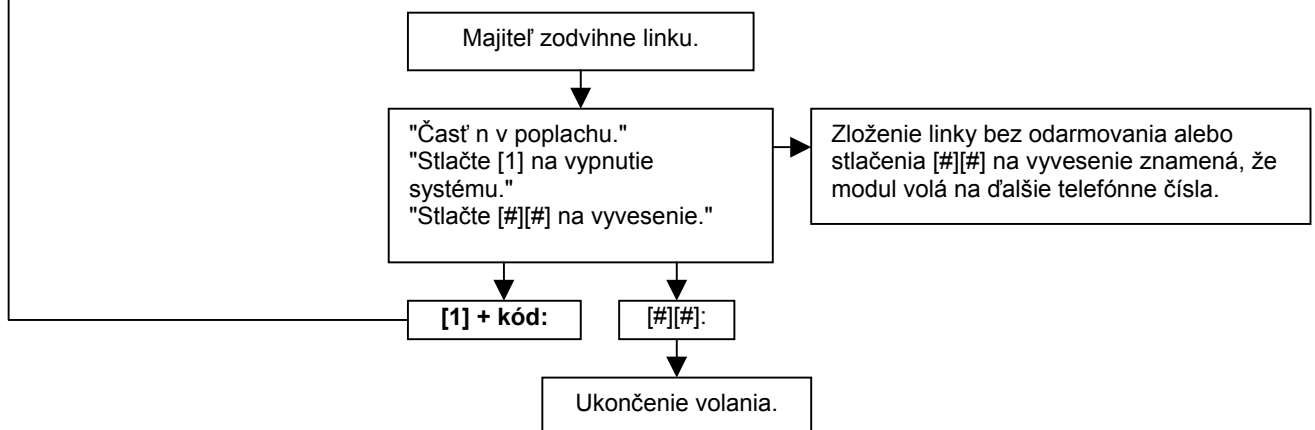 Majiteľ zodvihne linku.
"Časť n v poplachu."
"Stlačte [1] na vypnutie
systému."
"Stlačte [#][#] na vyvesenie."
Zloženie linky bez odarmovania alebo
stlačenia [#][#] na vyvesenie znamená, že
modul volá na ďalšie telefónne čísla.
[1] + kód:
[#][#]:
Ukončenie volania.